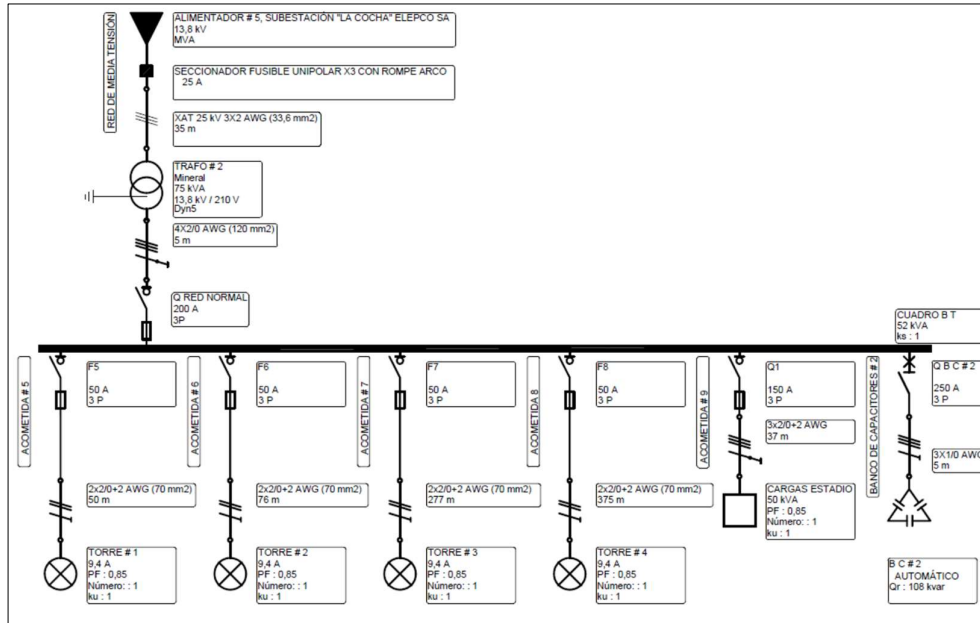 RED DE MEDIA TENSIÓN
ALIMENTADOR # 5, SUBESTACIÓN "LA COCHA" ELEPCO SA
13,8 kV
MVA
SECCIONADOR FUSIBLE UNIPOLAR X3 CON ROMPE ARCO
25 A
XAT 25 kV 3X2 AWG (33,6 mm2)
35 m
TRAFO # 2
Mineral
75 kVA
13,8 kV / 210 V
Dyn5
4X2/0 AWG (120 mm2)
5 m
Q RED NORMAL
200 A
3P
CUADRO B T
52 kVA
ks : 1
ACOMETIDA # 5
F5
50 A
3 P
2x2/0+2 AWG (70 mm2)
50 m
TORRE # 1
9,4 A
PF : 0,85
Número: : 1
ku : 1
ACOMETIDA # 6
F6
50 A
3 P
2x2/0+2 AWG (70 mm2)
76 m
TORRE # 2
9,4 A
PF : 0,85
Número: : 1
ku : 1
ACOMETIDA # 7
F7
50 A
3 P
2x2/0+2 AWG (70 mm2)
277 m
TORRE # 3
9,4 A
PF : 0,85
Número: : 1
ku : 1
ACOMETIDA 8
F8
50 A
3 P
2x2/0+2 AWG (70 mm2)
375 m
TORRE # 4
9,4 A
PF : 0,85
Número: : 1
ku : 1
ACOMETIDA # 9
Q1
150 A
3 P
3x2/0+2 AWG
37 m
CARGAS ESTADIO
50 kVA
PF : 0,85
Número: : 1
ku : 1
BANCO DE CAPACITORES # 2
Q B C # 2
250 A
3 P
3X1/0 AWG
5 m
B C # 2
AUTOMÁTICO
Qr : 108 kvar